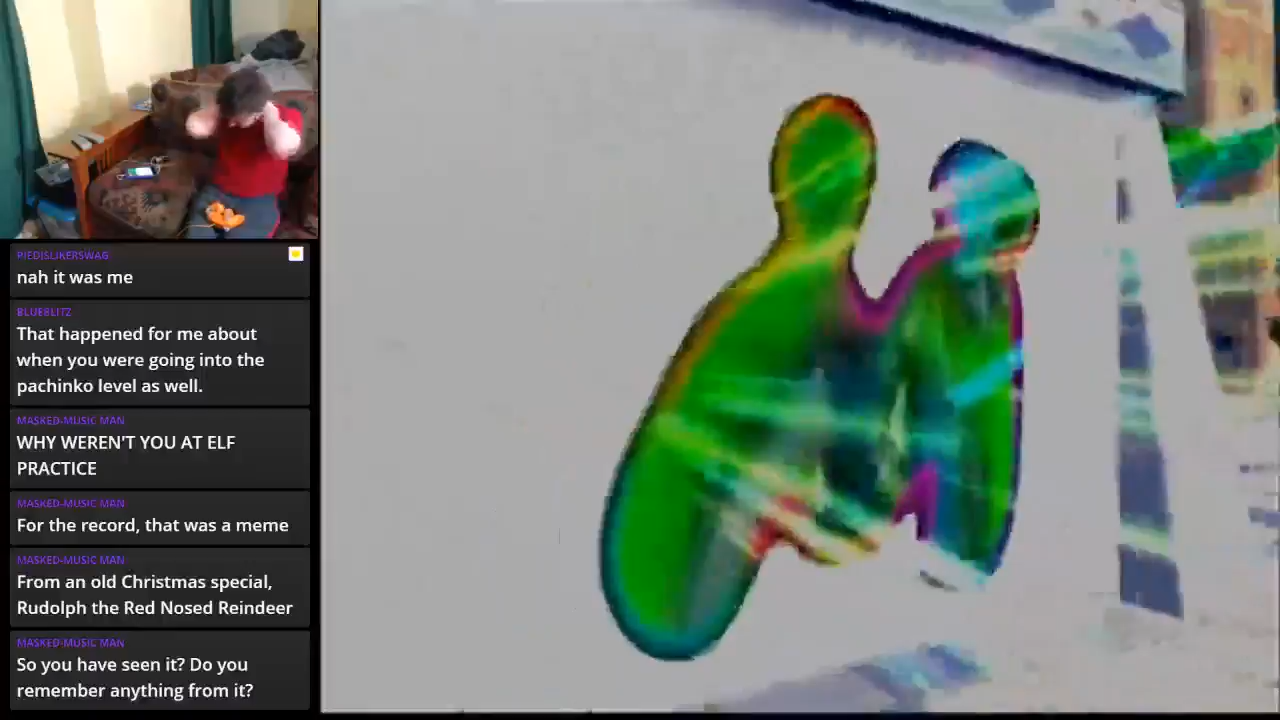 PIEDISLIKERSWAG
nah it was me
BLUEBLITZ
That happened for me about
when you were going into the
pachinko level as well.
MASKED-MUSIC MAN
WHY WEREN'T YOU AT ELF
PRACTICE
MASKED-MUSIC MAN
For the record, that was a meme
MASKED-MUSIC MAN
From an old Christmas special,
Rudolph the Red Nosed Reindeer
MASKED-MUSIC MAN
So you have seen it? Do you
remember anything from it?